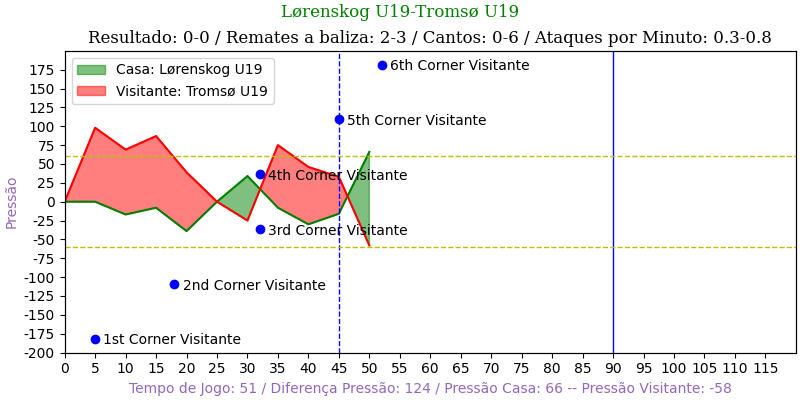 Lørenskog U19-Tromsø U19
Resultado: 0-0 / Remates a baliza: 2-3 / Cantos: 0-6 / Ataques por Minuto: 0.3-0.8
Casa: Lørenskog U19
Visitante: Tromsø U19
Pressão
175
150
125
100
75
50
25
0
-25
-50
-75
-100
-125
-150
-175
-200
6th Corner Visitante
5th Corner Visitante
4th Corner Visitante
3rd Corner Visitante
2nd Corner Visitante
1st Corner Visitante
0 5 10 15 20 25 30 35 40 45 50 55 60 65 70 75 80 85 90 95 100 105 110 115
Tempo de Jogo: 51 / Diferença Pressão: 124 / Pressão Casa: 66 -- Pressão Visitante: -58